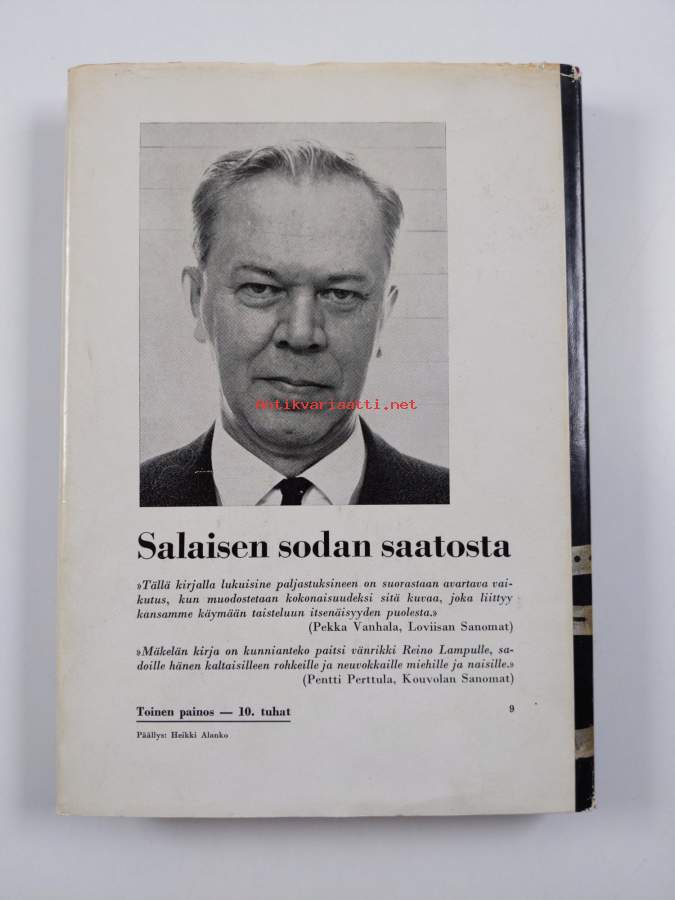 antikvariaatti.net
Salaisen sodan saatosta
»Tällä kirjalla lukuisine paljastuksineen on suorastaan avartava vai-
kutus, kun muodostetaan kokonaisuudeksi sitä kuvaa, joka liittyy
kansamme käymään taisteluun itsenäisyyden puolesta.»
(Pekka Vanhala, Loviisan Sanomat)
»Mäkelän kirja on kunnianteko paitsi vänrikki Reino Lampulle, sa-
doille hänen kaltaisilleen rohkeille ja neuvokkaille miehille ja naisille.»
(Pentti Perttula, Kouvolan Sanomat)
Toinen painos — 10. tuhat
9
Päällys: Heikki Alanko